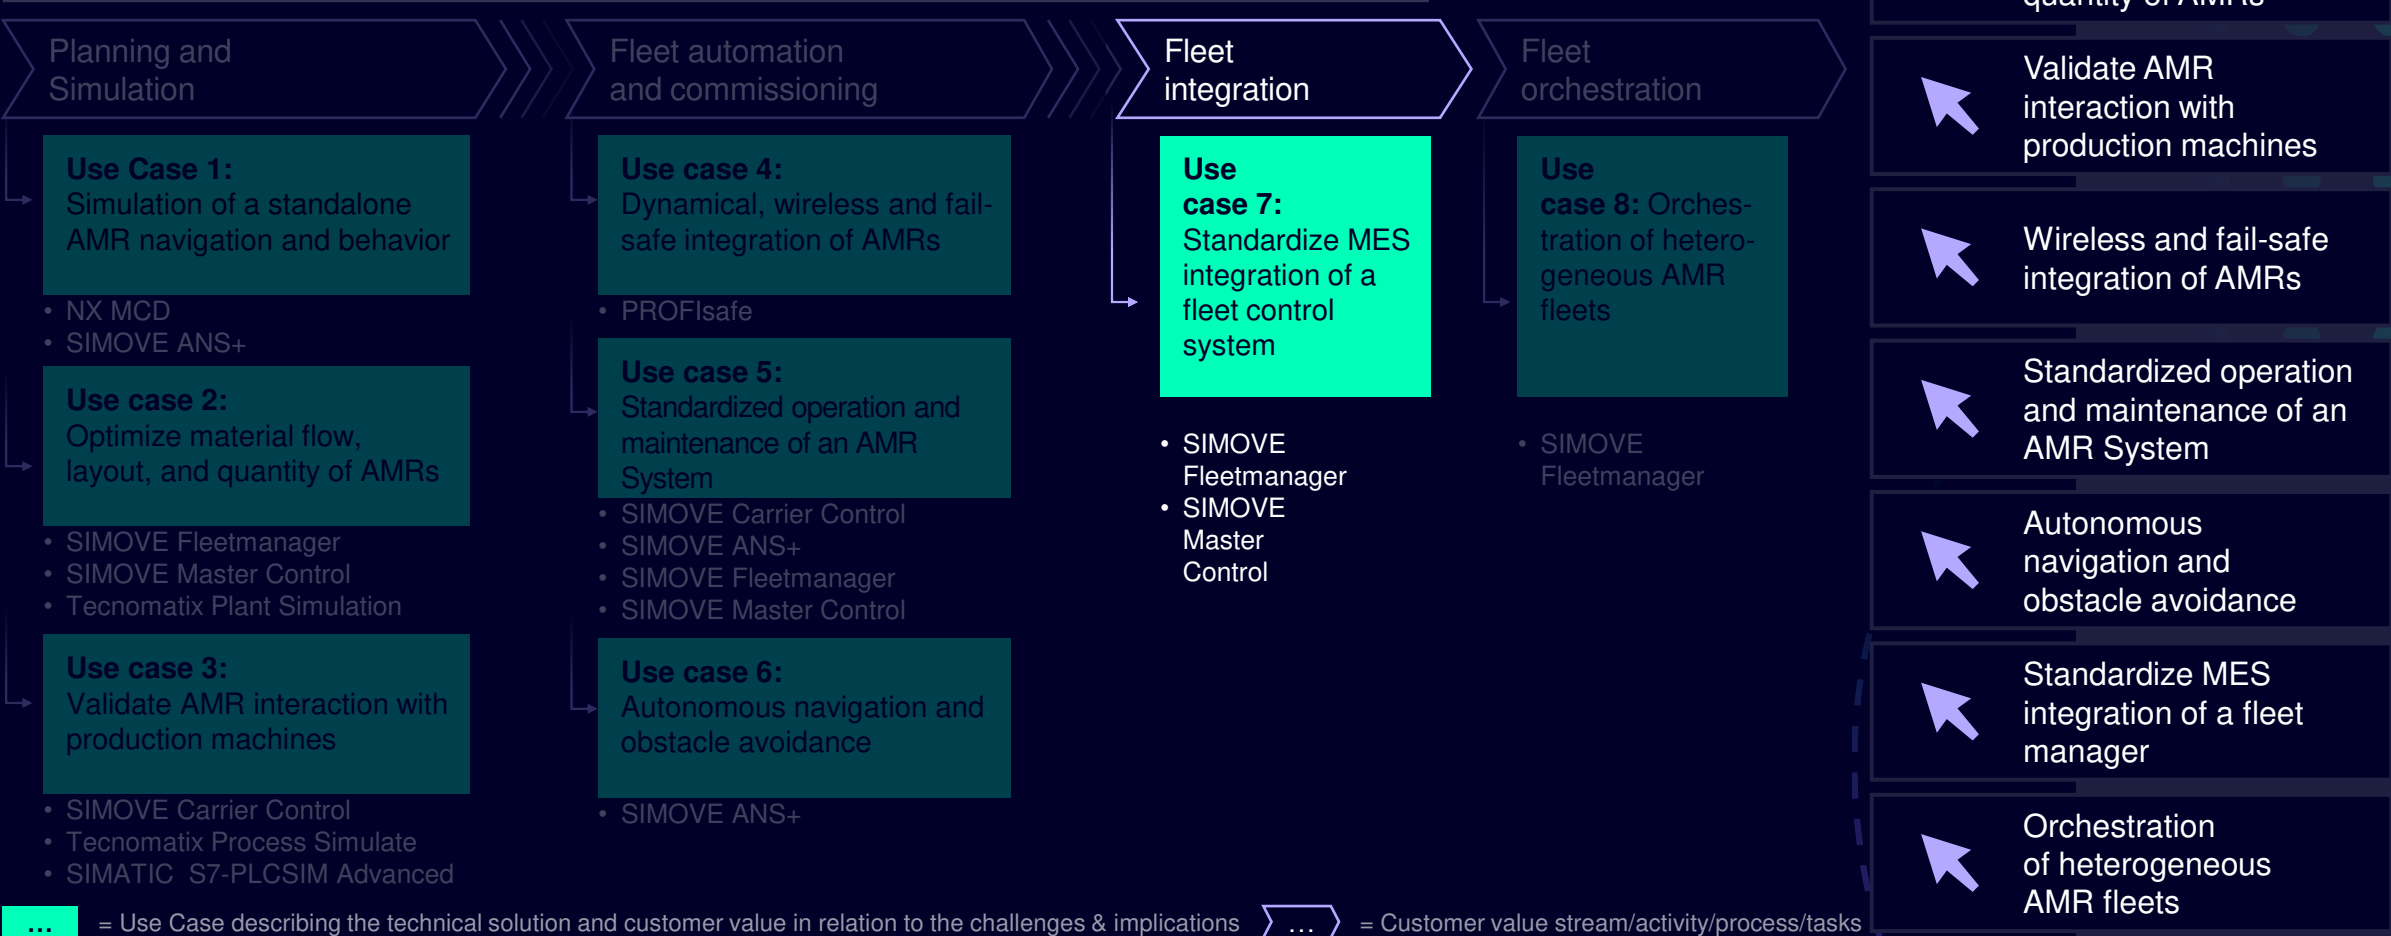 Planning and
Simulation
Use Case 1:
Simulation of a standalone
AMR navigation and behavior
• NX MCD
• SIMOVE ANS+
Use case 2:
Optimize material flow,
layout, and quantity of AMRs
• SIMOVE Fleetmanager
• SIMOVE Master Control
• Tecnomatix Plant Simulation
Use case 3:
Validate AMR interaction with
production machines
• SIMOVE Carrier Control
• Tecnomatix Process Simulate
• SIMATIC S7-PLCSIM Advanced
Fleet automation
and commissioning
Use case 4:
Dynamical, wireless and fail-
safe integration of AMRs
• PROFIsafe
Use case 5:
Standardized operation and
maintenance of an AMR
System
• SIMOVE Carrier Control
• SIMOVE ANS+
• SIMOVE Fleetmanager
• SIMOVE Master Control
Use case 6:
Autonomous navigation and
obstacle avoidance
• SIMOVE ANS+
Fleet
integration
Use
case 7:
Standardize MES
integration of a
fleet control
system
• SIMOVE
Fleetmanager
• SIMOVE
Master
Control
Fleet
orchestration
Use
case 8: Orches-
tration of hetero-
geneous AMR
fleets
• SIMOVE
Fleetmanager
quantity of AMRs
Validate AMR
interaction with
production machines
Wireless and fail-safe
integration of AMRs
Standardized operation
and maintenance of an
AMR System
Autonomous
navigation and
obstacle avoidance
Standardize MES
integration of a fleet
manager
Orchestration
of heterogeneous
AMR fleets
... = Use Case describing the technical solution and customer value in relation to the challenges & implications
... = Customer value stream/activity/process/tasks